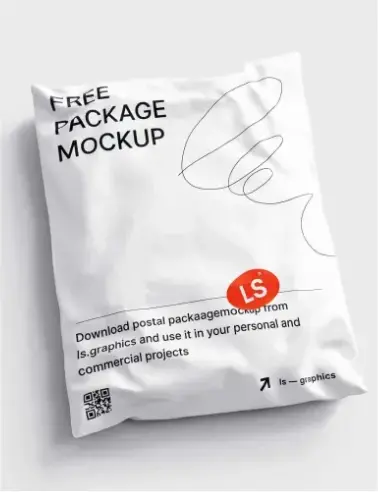 FREE
PACKAGE
MOCKUP
LS
Download postal packaagemockup from
ls.graphics and use it in your personal and
commercial projects
ls — graphics